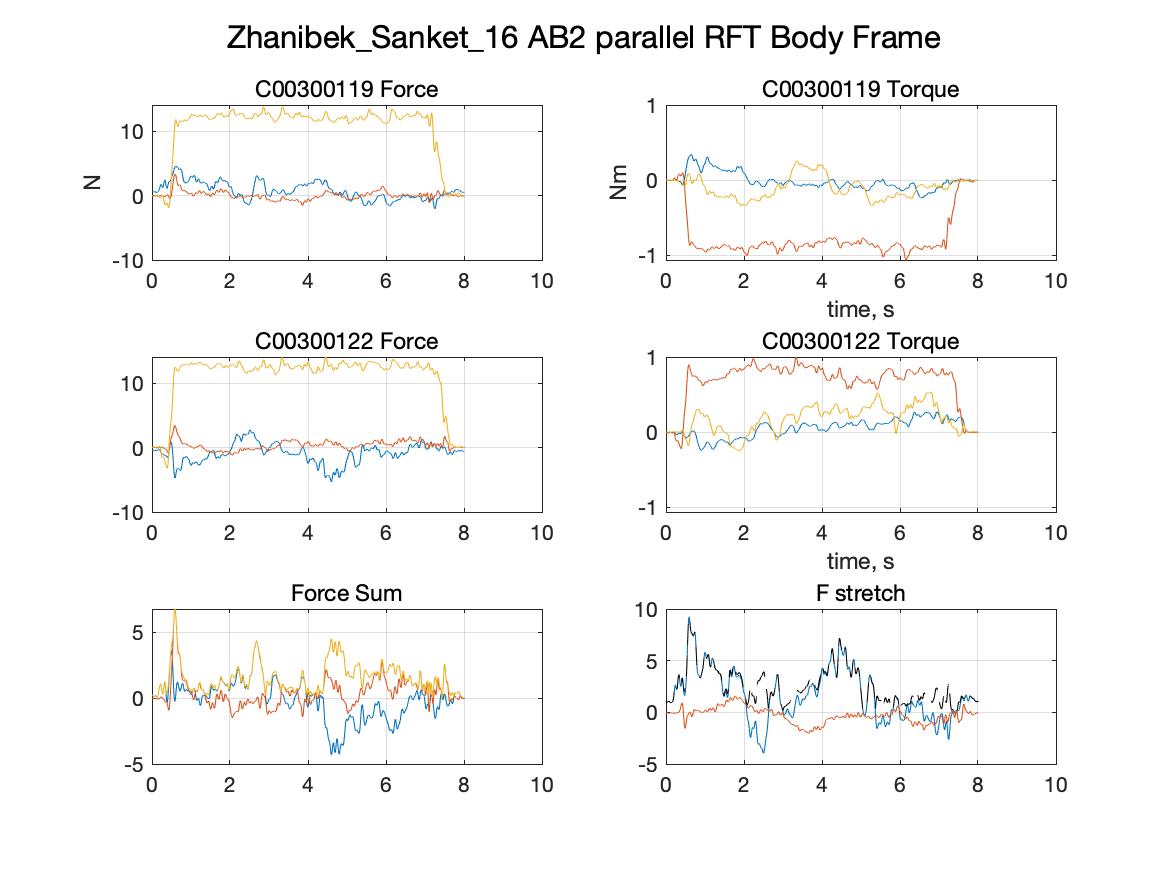 Zhanibek_Sanket_16 AB2 parallel RFT Body Frame
C00300119 Force
N
10
0
-10
0 2 4 6 8 10
C00300119 Torque
Nm
1
0
-1
0 2 4 6 8 10
time, s
C00300122 Force
10
0
-10
0 2 4 6 8 10
C00300122 Torque
1
0
-1
0 2 4 6 8 10
time, s
Force Sum
5
0
-5
0 2 4 6 8 10
F stretch
10
5
0
-5
0 2 4 6 8 10